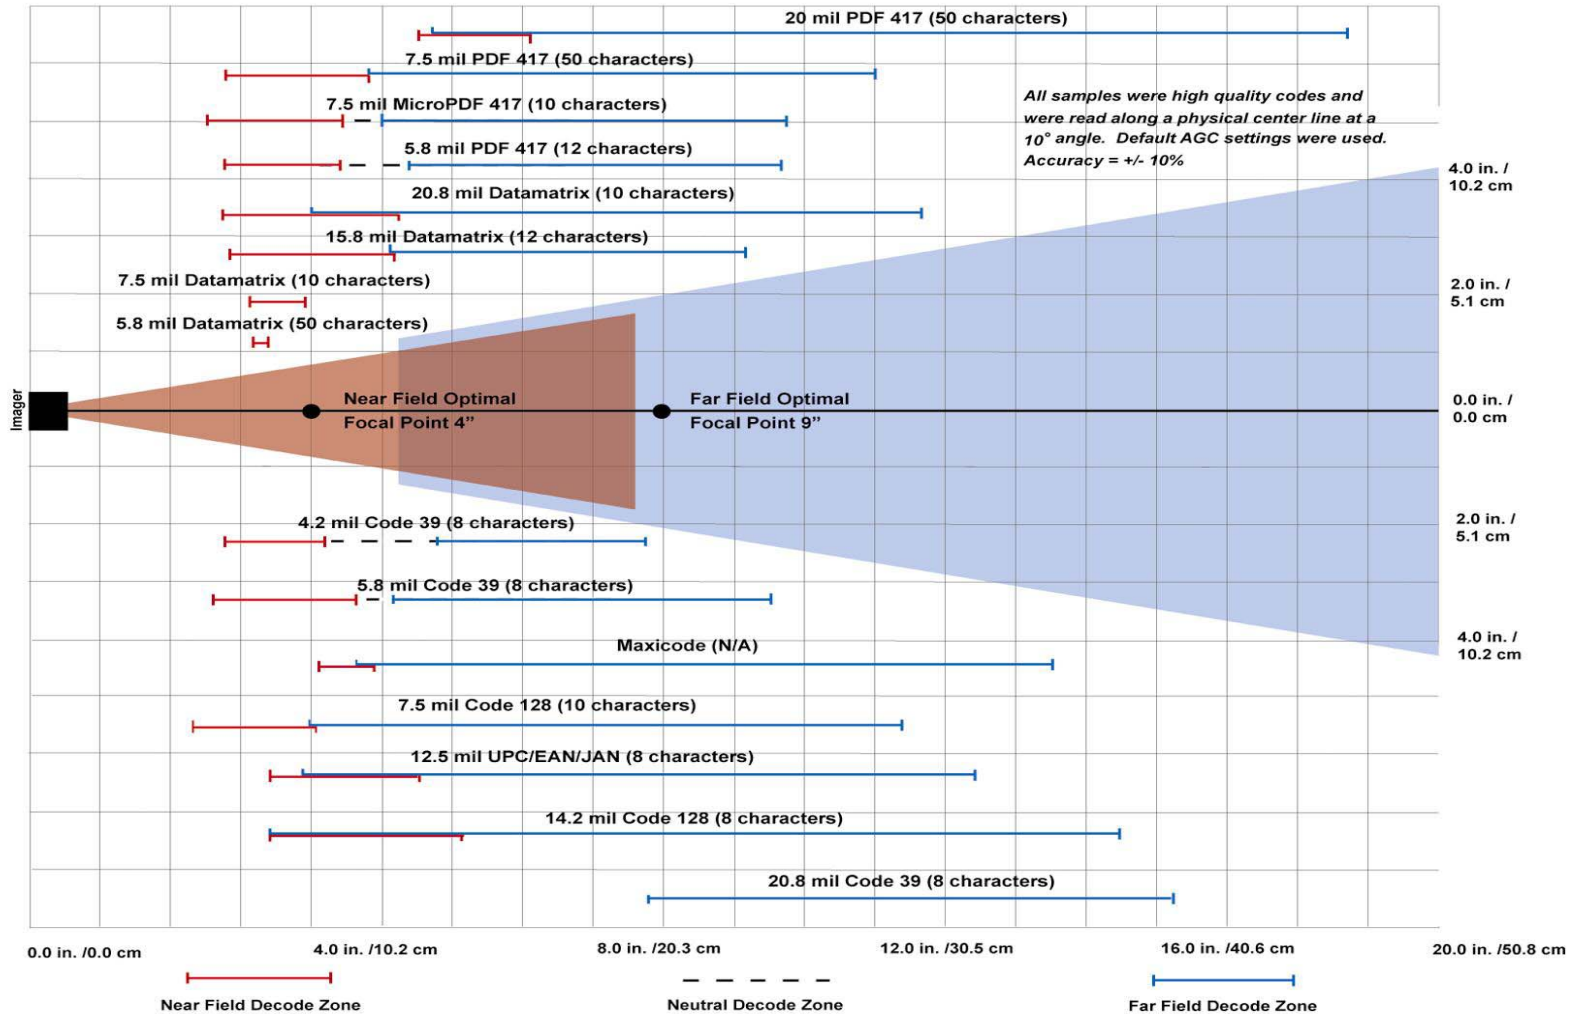 20 mil PDF 417 (50 characters)
7.5 mil PDF 417 (50 characters)
7.5 mil MicroPDF 417 (10 characters)
All samples were high quality codes and
were read along a physical center line at a
10° angle. Default AGC settings were used.
Accuracy = +/- 10%
5.8 mil PDF 417 (12 characters)
4.0 in. /
10.2 cm
20.8 mil Datamatrix (10 characters)
15.8 mil Datamatrix (12 characters)
7.5 mil Datamatrix (10 characters)
2.0 in. /
5.1 cm
5.8 mil Datamatrix (50 characters)
Imager
Near Field Optimal
Focal Point 4”
Far Field Optimal
Focal Point 9”
0.0 in. /
0.0 cm
4.2 mil Code 39 (8 characters)
2.0 in. /
5.1 cm
5.8 mil Code 39 (8 characters)
Maxicode (N/A)
4.0 in. /
10.2 cm
7.5 mil Code 128 (10 characters)
12.5 mil UPC/EAN/JAN (8 characters)
14.2 mil Code 128 (8 characters)
20.8 mil Code 39 (8 characters)
0.0 in. /0.0 cm
4.0 in. /10.2 cm
8.0 in. /20.3 cm
12.0 in. /30.5 cm
16.0 in. /40.6 cm
20.0 in. /50.8 cm
Near Field Decode Zone
Neutral Decode Zone
Far Field Decode Zone